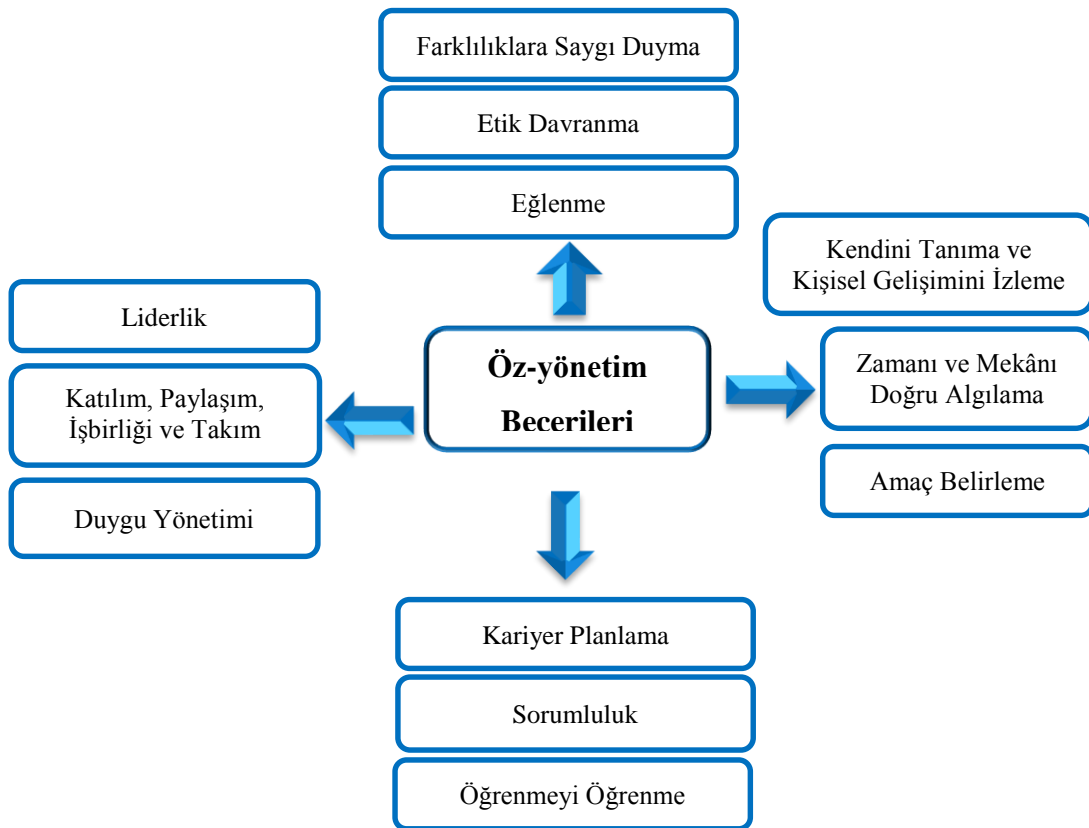 Farklılıklara Saygı Duyma
Etik Davranma
Eğlenme
Kendini Tanıma ve
Kişisel Gelişimini İzleme
Liderlik
Öz-yönetim
Becerileri
Zamanı ve Mekânı
Doğru Algılama
Katılım, Paylaşım,
İşbirliği ve Takım
Amaç Belirleme
Duygu Yönetimi
Kariyer Planlama
Sorumluluk
Öğrenmeyi Öğrenme